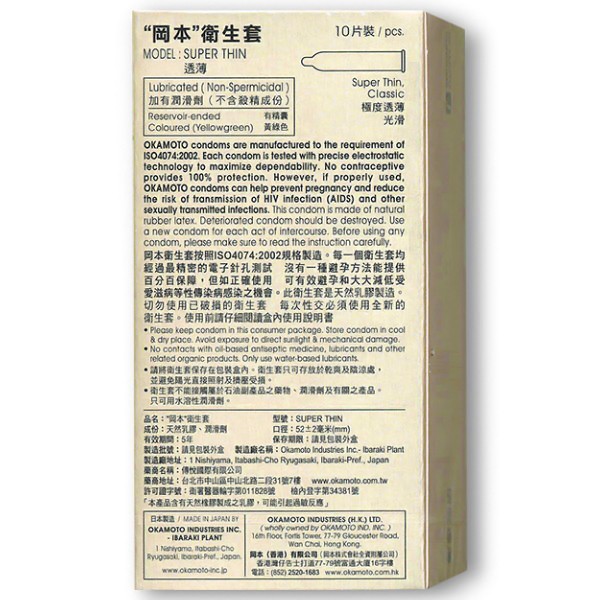 “岡本”衛生套
10片裝 / pcs.
MODEL : SUPER THIN
透薄
Lubricated ( Non-Spermicidal )
加有潤滑劑（不含殺精成份）
Reservoir-ended 有精囊
Coloured (Yellowgreen) 黃綠色
Super Thin,
Classic
極度透薄
光滑
OKAMOTO condoms are manufactured to the requirement of
ISO4074:2002. Each condom is tested with precise electrostatic
technology to maximize dependability. No contraceptive
provides 100% protection. However, if properly used,
OKAMOTO condoms can help prevent pregnancy and reduce
the risk of transmission of HIV infection (AIDS) and other
sexually transmitted infections. This condom is made of natural
rubber latex. Deteriorated condom should be destroyed. Use
a new condom for each act of intercourse. Before using any
condom, please make sure to read the instruction carefully.
岡本衛生套按照ISO4074:2002規格製造。每一個衛生套均
經過最精密的電子針孔測試 沒有一種避孕方法能提供
百分百保障，但如正確使用 可有效避孕和大大減低受
愛滋病等性傳染病感染之機會。此衛生套是天然乳膠製造。
切勿使用已破損的衛生套 每次性交必須使用全新的
衛生套。使用前請仔細閱讀盒內使用說明書
• Please keep condom in this consumer package. Store condom in cool
& dry place. Avoid exposure to direct sunlight & mechanical damage.
• No contacts with oil-based antiseptic medicine, lubricants and other
related organic products. Only use water-based lubricants.
• 請將衛生套保存在包裝盒內。衛生套只可存放於乾爽及陰涼處，
並避免陽光直接照射及擠壓受損。
• 衛生套不能接觸屬於石油副產品之藥物、潤滑劑及有關之產品。
只可用水溶性潤滑劑。
品名：“岡本”衛生套 型號：SUPER THIN
成份：天然乳膠、潤滑劑 口徑：52±2毫米(mm)
有效期間：5年 保存期限：請見包裝外盒
批號：請見包裝外盒 製造廠名稱：Okamoto Industries Inc.- Ibaraki Plant
製造廠地址：1 Nishiyama, Itabashi-Cho Ryugasaki, Ibaraki-Pref., Japan
藥商名稱：傳悅國際有限公司
藥商地址：台北市中山區中山北路二段31號7樓 www.okamoto.com.tw
許可證字號：衛署醫器輸字第011828號 檢內登字第34381號
「本產品含有天然橡膠製成之乳膠，可能引起過敏反應」
日本製造 / MADE IN JAPAN BY
OKAMOTO INDUSTRIES INC.
- IBARAKI PLANT
1 Nishiyama, Itabashi-Cho
Ryugasaki, Ibaraki-Pref., Japan.
www.okamoto-inc.jp
OKAMOTO INDUSTRIES (H.K.) LTD.
( wholly owned by OKAMOTO IND. INC. )
16th Floor, Fortis Tower, 77-79 Gloucester Road,
Wan Chai, Hong Kong.
岡本（香港）有限公司（岡本株式會社全資附屬公司）
香港灣仔告士打道77-79號富通大廈16樓
電話：(852) 2520-1683 www.okamoto.com.hk